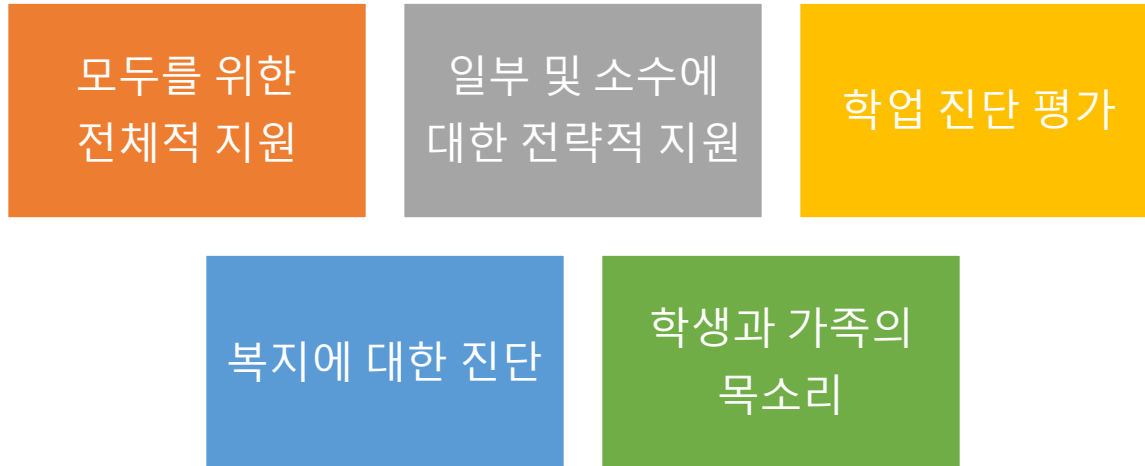 모두를 위한
전체적 지원
일부 및 소수에
대한 전략적 지원
학업 진단 평가
복지에 대한 진단
학생과 가족의
목소리